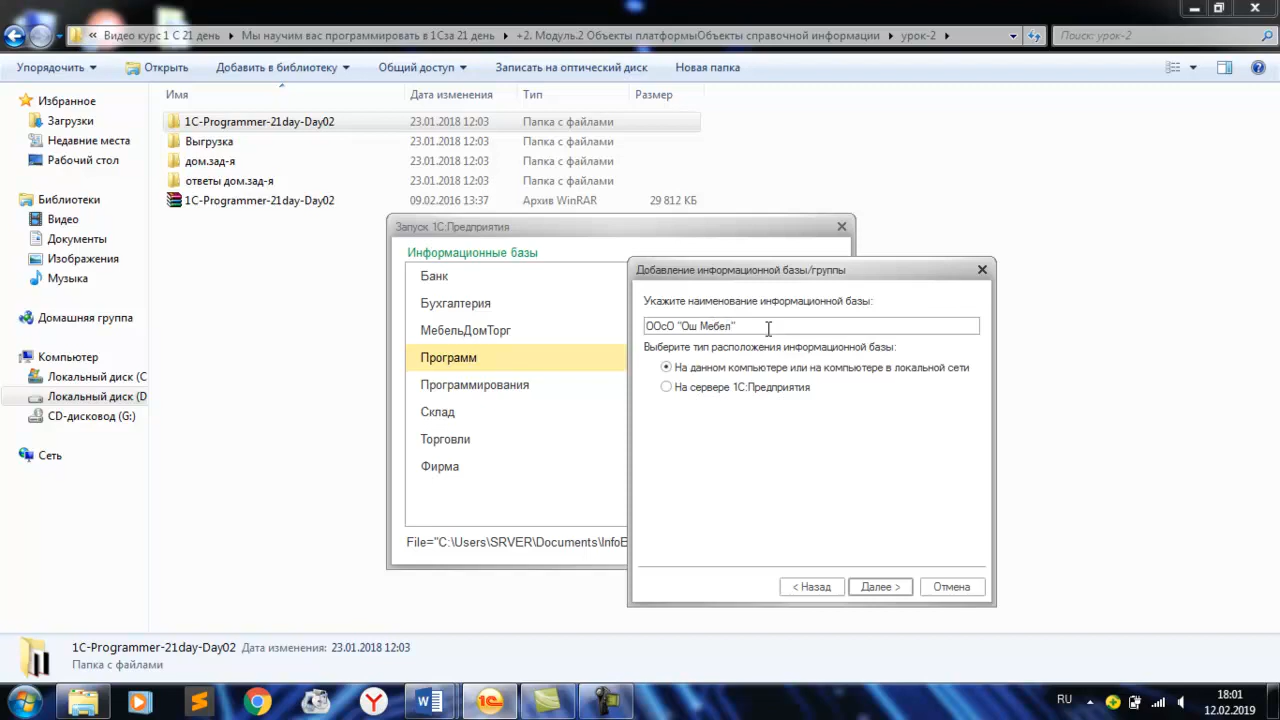 « Видео курс 1 С 21 день ▸ Мы научим вас программировать в 1Сза 21 день ▸ +2. Модуль.2 Объекты платформыОбъекты справочной информации ▸ урок-2 ▸
Поиск: урок-2
Упорядочить Открыть Добавить в библиотеку Общий доступ Записать на оптический диск Новая папка
Имя Дата изменения Тип Размер
1C-Programmer-21day-Day02 23.01.2018 12:03 Папка с файлами
Выгрузка 23.01.2018 12:03 Папка с файлами
дом.зад-я 23.01.2018 12:03 Папка с файлами
ответы дом.зад-я 23.01.2018 12:03 Папка с файлами
1C-Programmer-21day-Day02 09.02.2016 13:37 Архив WinRAR 29 812 КБ
Избранное
Загрузки
Недавние места
Рабочий стол
Библиотеки
Видео
Документы
Изображения
Музыка
Домашняя группа
Компьютер
Локальный диск (C
Локальный диск (D
CD-дисковод (G:)
Сеть
Запуск 1С:Предприятия
Информационные базы
Банк
Бухгалтерия
МебельДомТорг
Программ
Программирования
Склад
Торговли
Фирма
File="C:\Users\SRVER\Documents\InfoB
Добавление информационной базы/группы
Укажите наименование информационной базы:
ООсО "Ош Мебел"
Выберите тип расположения информационной базы:
На данном компьютере или на компьютере в локальной сети
На сервере 1С:Предприятия
< Назад Далее > Отмена
1C-Programmer-21day-Day02 Дата изменения: 23.01.2018 12:03
Папка с файлами
RU
18:01
12.02.2019